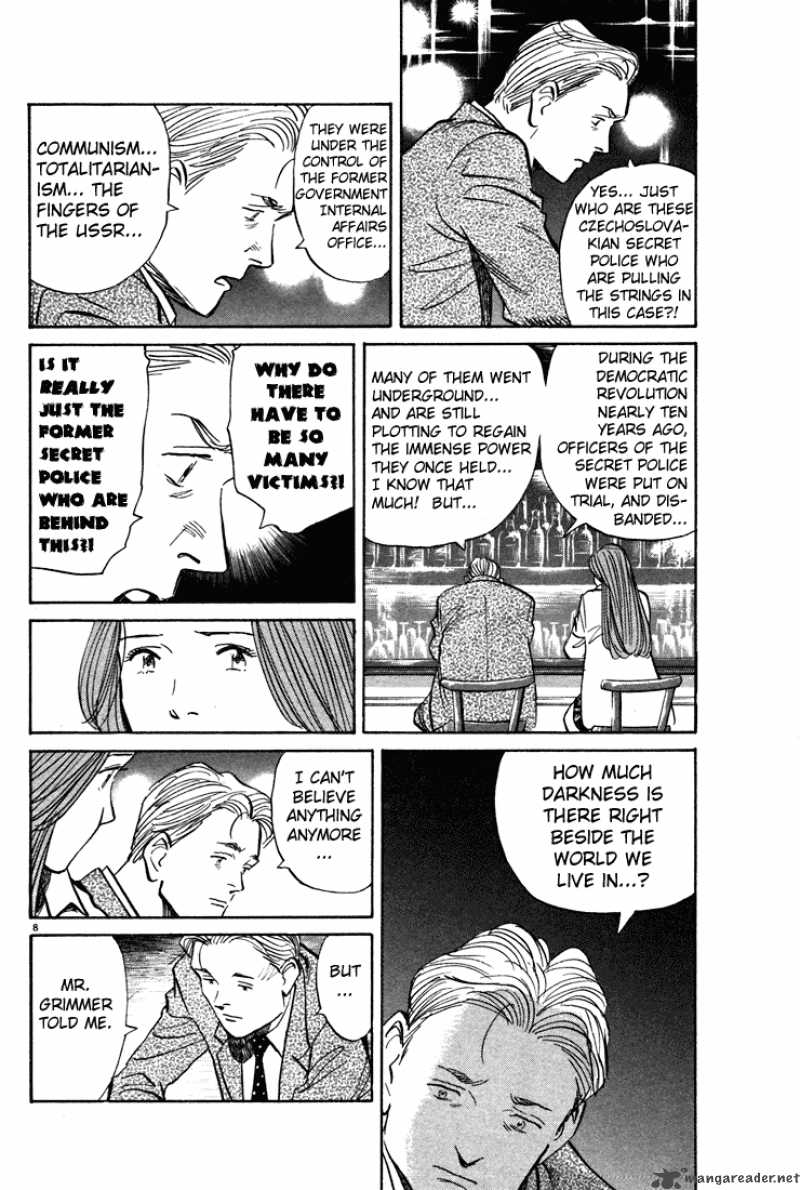 YES... JUST
WHO ARE THESE
CZECHOSLOVA-
KIAN SECRET
POLICE WHO
ARE PULLING
THE STRINGS IN
THIS CASE?!
THEY WERE
UNDER THE
CONTROL OF
THE FORMER
GOVERNMENT
INTERNAL
AFFAIRS
OFFICE...
COMMUNISM...
TOTALITARIAN-
ISM... THE
FINGERS OF
THE USSR...
DURING THE
DEMOCRATIC
REVOLUTION
NEARLY TEN
YEARS AGO,
OFFICERS OF THE
SECRET POLICE
WERE PUT ON
TRIAL, AND DIS-
BANDED...
MANY OF THEM WENT
UNDERGROUND...
AND ARE STILL
PLOTTING TO REGAIN
THE IMMENSE POWER
THEY ONCE HELD...
I KNOW THAT
MUCH! BUT...
WHY DO
THERE
HAVE TO
BE SO
MANY
VICTIMS?!
IS IT
REALLY
JUST THE
FORMER
SECRET
POLICE
WHO ARE
BEHIND
THIS?!
HOW MUCH
DARKNESS IS
THERE RIGHT
BESIDE THE
WORLD WE
LIVE IN...?
I CAN'T
BELIEVE
ANYTHING
ANYMORE
...
BUT
...
MR.
GRIMMER
TOLD ME.
8
mangareader.net